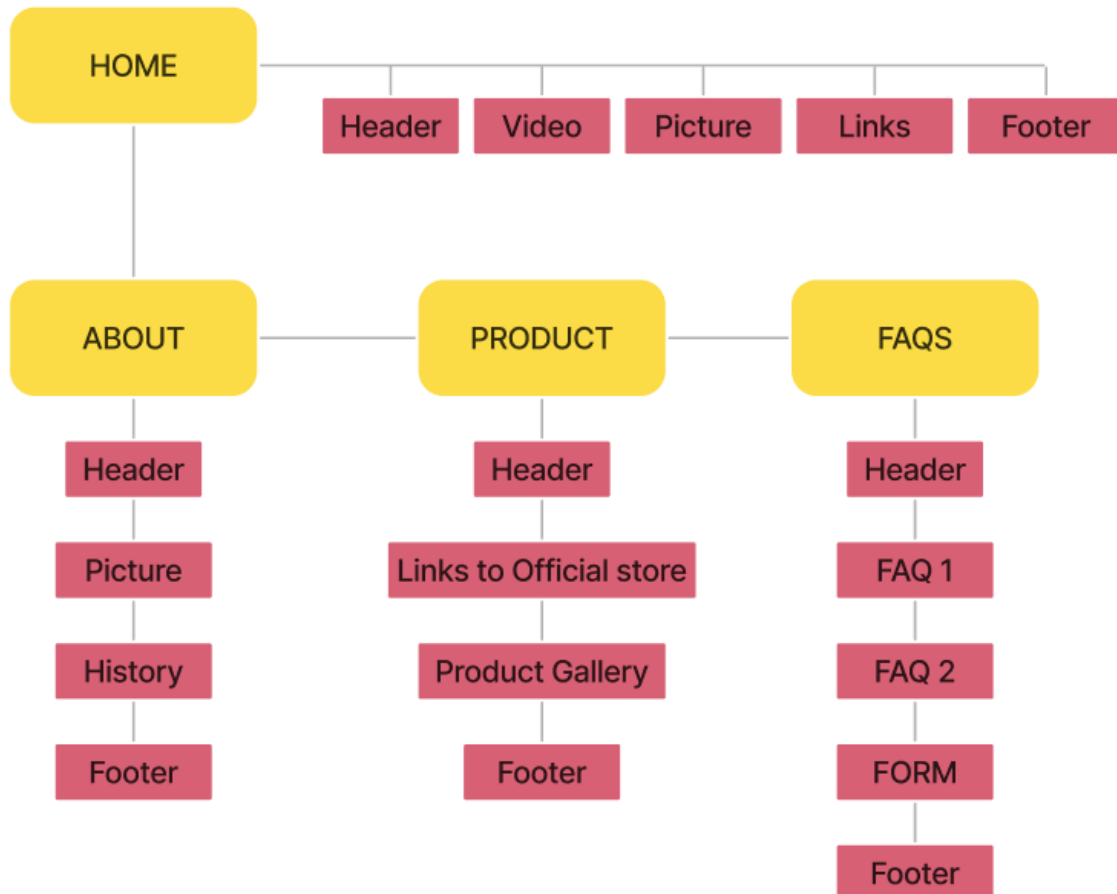 HOME
Header
Video
Picture
Links
Footer
ABOUT
PRODUCT
FAQS
Header
Picture
History
Footer
Header
Links to Official store
Product Gallery
Footer
Header
FAQ 1
FAQ 2
FORM
Footer